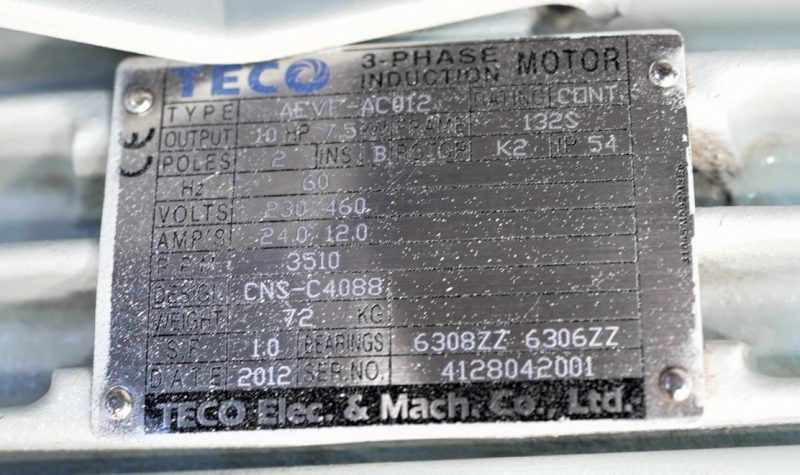 TECO 3-PHASE INDUCTION MOTOR
TYPE AEVF-AC012 RATING CONT.
OUTPUT 10 HP 7.5 KW FRAME 132S
POLES 2 INS. B ROTOR K2 IP 54
Hz 60
VOLTS 230 460
AMP'S 24.0 12.0
R.P.M. 3510
DESIGN CNS-C4088
WEIGHT 72 KG
S.F. 1.0 BEARINGS 6308ZZ 6306ZZ
DATE 2012 SER.NO. 4128042001
TECO Elec. & Mach. Co., Ltd.
CE